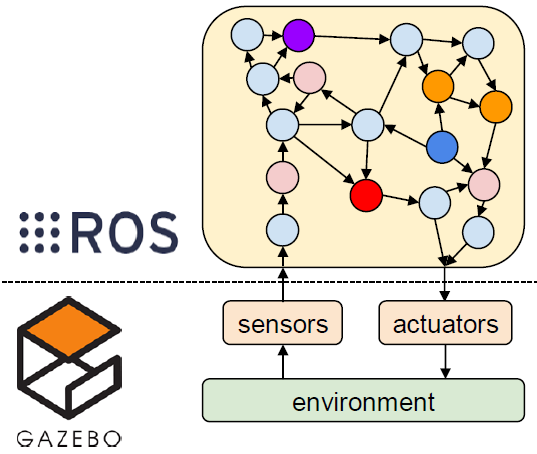 ROS
sensors
actuators
environment
GAZEBO